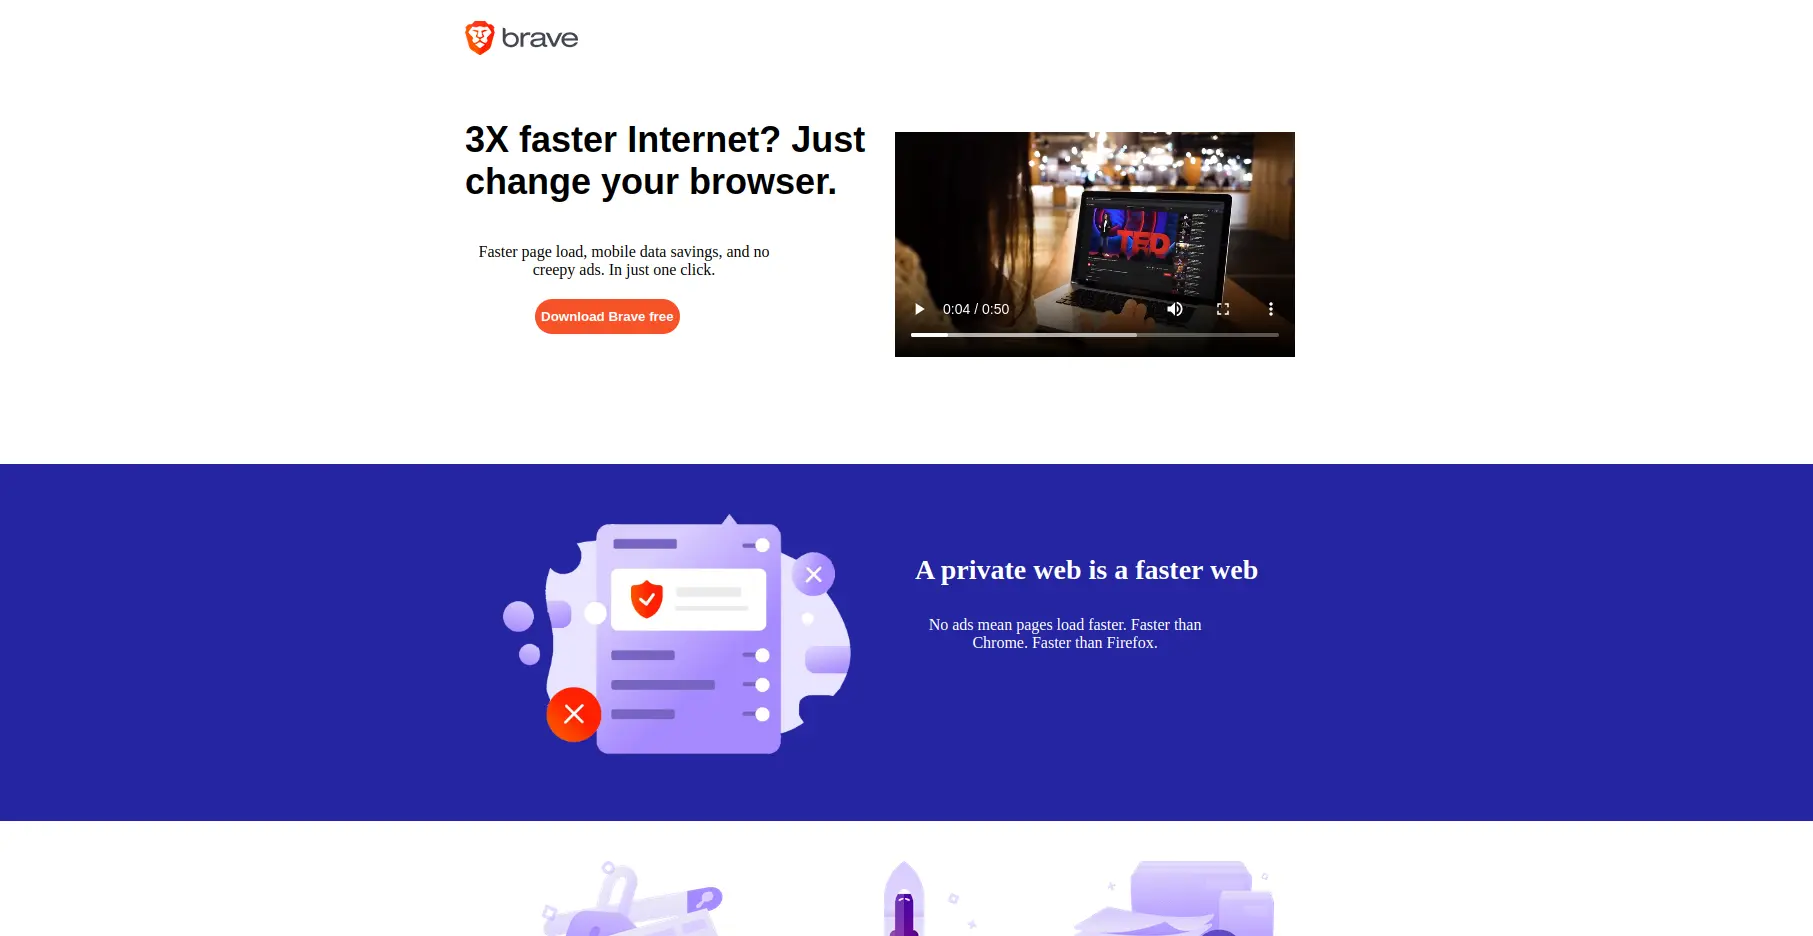 brave
3X faster Internet? Just
change your browser.
Faster page load, mobile data savings, and no
creepy ads. In just one click.
Download Brave free
TED
0:04 / 0:50
A private web is a faster web
No ads mean pages load faster. Faster than
Chrome. Faster than Firefox.